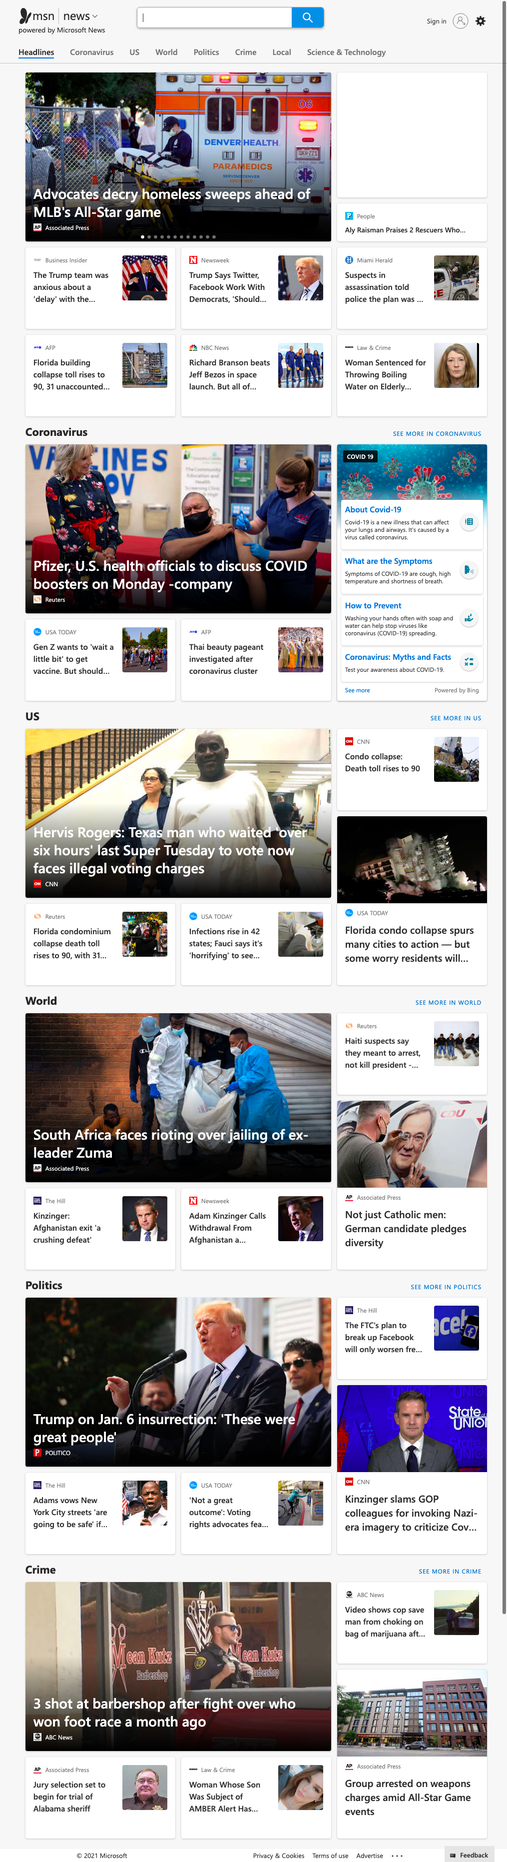 msn | news
powered by Microsoft News
Sign in
Headlines
Coronavirus
US
World
Politics
Crime
Local
Science & Technology
DENVER HEALTH
PARAMEDICS
06
Advocates decry homeless sweeps ahead of
MLB's All-Star game
AP Associated Press
People
Aly Raisman Praises 2 Rescuers Who...
Business Insider
The Trump team was
anxious about a
'delay' with the...
Newsweek
Trump Says Twitter,
Facebook Work With
Democrats, 'Should...
Miami Herald
Suspects in
assassination told
police the plan was ...
AFP
Florida building
collapse toll rises to
90, 31 unaccounted...
NBC News
Richard Branson beats
Jeff Bezos in space
launch. But all of...
Law & Crime
Woman Sentenced for
Throwing Boiling
Water on Elderly...
Coronavirus
SEE MORE IN CORONAVIRUS
Pfizer, U.S. health officials to discuss COVID
boosters on Monday -company
Reuters
COVID 19
About Covid-19
Covid-19 is a new illness that can affect
your lungs and airways. It's caused by a
virus called coronavirus.
What are the Symptoms
Symptoms of COVID-19 are cough, high
temperature and shortness of breath.
How to Prevent
Washing your hands often with soap and
water can help stop viruses like
coronavirus (COVID-19) spreading.
Coronavirus: Myths and Facts
Test your awareness about COVID-19.
See more
Powered by Bing
USA TODAY
Gen Z wants to 'wait a
little bit' to get
vaccine. But should...
AFP
Thai beauty pageant
investigated after
coronavirus cluster
US
SEE MORE IN US
Hervis Rogers: Texas man who waited 'over
six hours' last Super Tuesday to vote now
faces illegal voting charges
CNN
CNN
Condo collapse:
Death toll rises to 90
USA TODAY
Florida condo collapse spurs
many cities to action — but
some worry residents will...
Reuters
Florida condominium
collapse death toll
rises to 90, with 31...
USA TODAY
Infections rise in 42
states; Fauci says it's
'horrifying' to see...
World
SEE MORE IN WORLD
South Africa faces rioting over jailing of ex-
leader Zuma
AP Associated Press
Reuters
Haiti suspects say
they meant to arrest,
not kill president -...
CDU
AP Associated Press
Not just Catholic men:
German candidate pledges
diversity
The Hill
Kinzinger:
Afghanistan exit 'a
crushing defeat'
Newsweek
Adam Kinzinger Calls
Withdrawal From
Afghanistan a...
Politics
SEE MORE IN POLITICS
Trump on Jan. 6 insurrection: 'These were
great people'
POLITICO
The Hill
The FTC's plan to
break up Facebook
will only worsen fre...
State
UNION
CNN
Kinzinger slams GOP
colleagues for invoking Nazi-
era imagery to criticize Cov...
The Hill
Adams vows New
York City streets 'are
going to be safe' if...
USA TODAY
'Not a great
outcome': Voting
rights advocates fea...
Crime
SEE MORE IN CRIME
Mean Kutz
Barbershop
3 shot at barbershop after fight over who
won foot race a month ago
ABC News
ABC News
Video shows cop save
man from choking on
bag of marijuana aft...
AP Associated Press
Group arrested on weapons
charges amid All-Star Game
events
AP Associated Press
Jury selection set to
begin for trial of
Alabama sheriff
Law & Crime
Woman Whose Son
Was Subject of
AMBER Alert Has...
© 2021 Microsoft
Privacy & Cookies
Terms of use
Advertise
Feedback